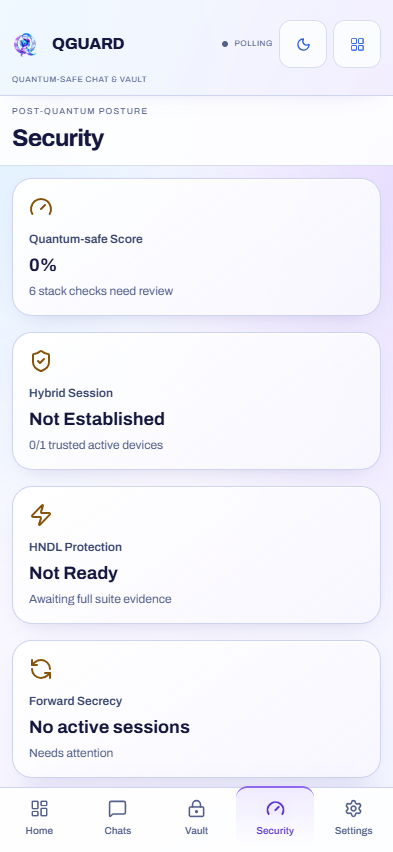 QGUARD
POLLING
QUANTUM-SAFE CHAT & VAULT
POST-QUANTUM POSTURE
Security
Quantum-safe Score
0%
6 stack checks need review
Hybrid Session
Not Established
0/1 trusted active devices
HNDL Protection
Not Ready
Awaiting full suite evidence
Forward Secrecy
No active sessions
Needs attention
Home
Chats
Vault
Security
Settings